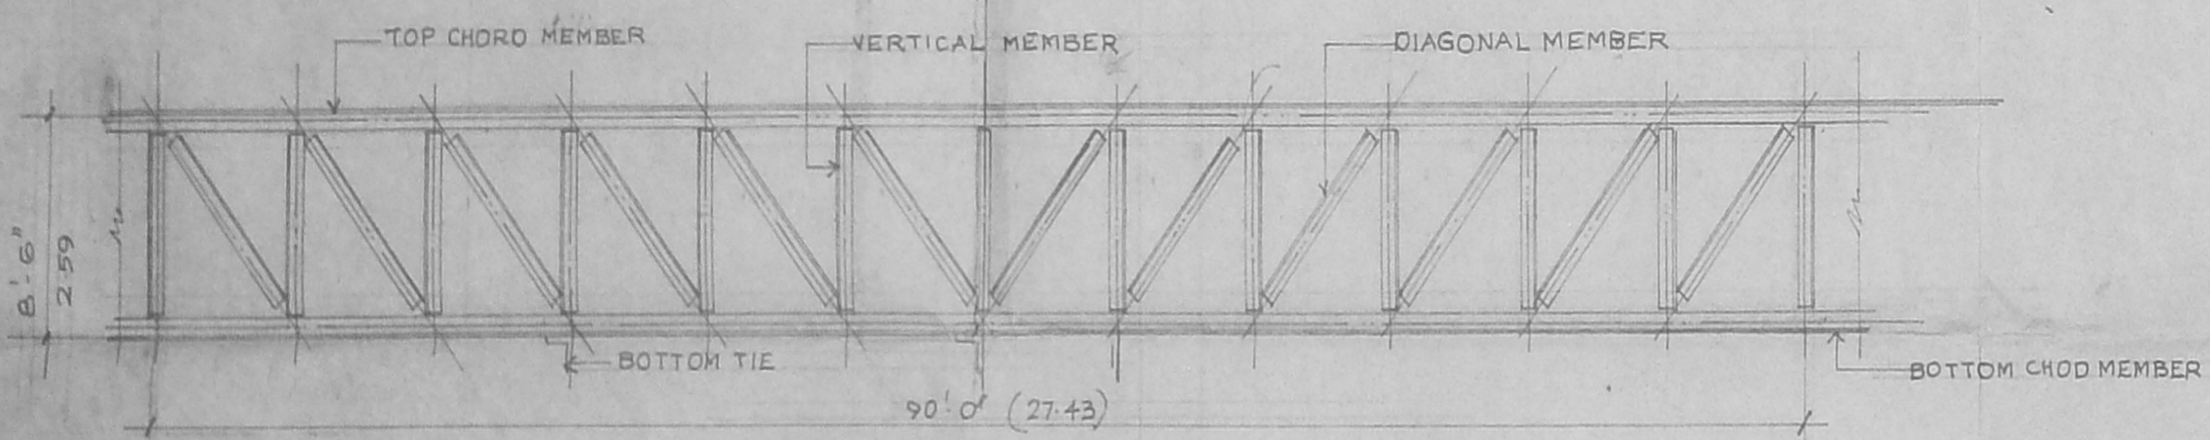 TOP CHORD MEMBER
VERTICAL MEMBER
DIAGONAL MEMBER
8'-6"
2.59
BOTTOM TIE
BOTTOM CHOD MEMBER
90'-0" (27.43)